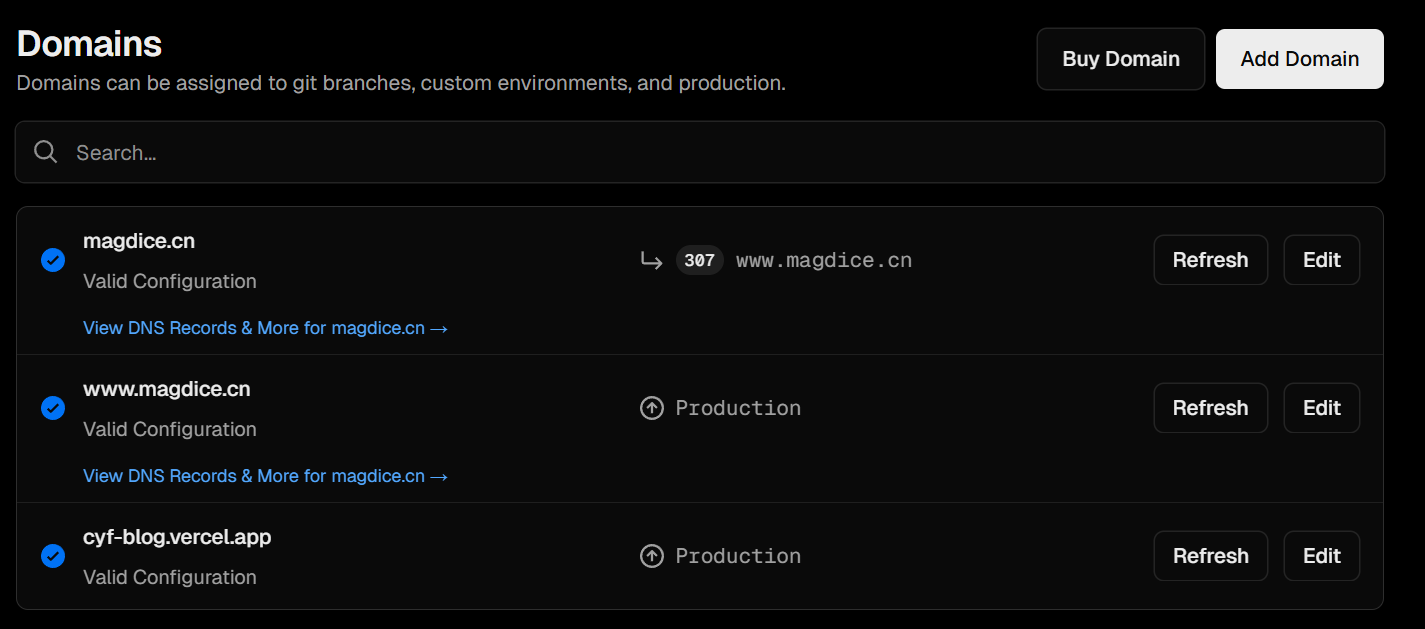 Domains
Domains can be assigned to git branches, custom environments, and production.
Buy Domain
Add Domain
Search...
magdice.cn
Valid Configuration
View DNS Records & More for magdice.cn →
307 www.magdice.cn
Refresh
Edit
www.magdice.cn
Valid Configuration
View DNS Records & More for magdice.cn →
Production
Refresh
Edit
cyf-blog.vercel.app
Valid Configuration
Production
Refresh
Edit